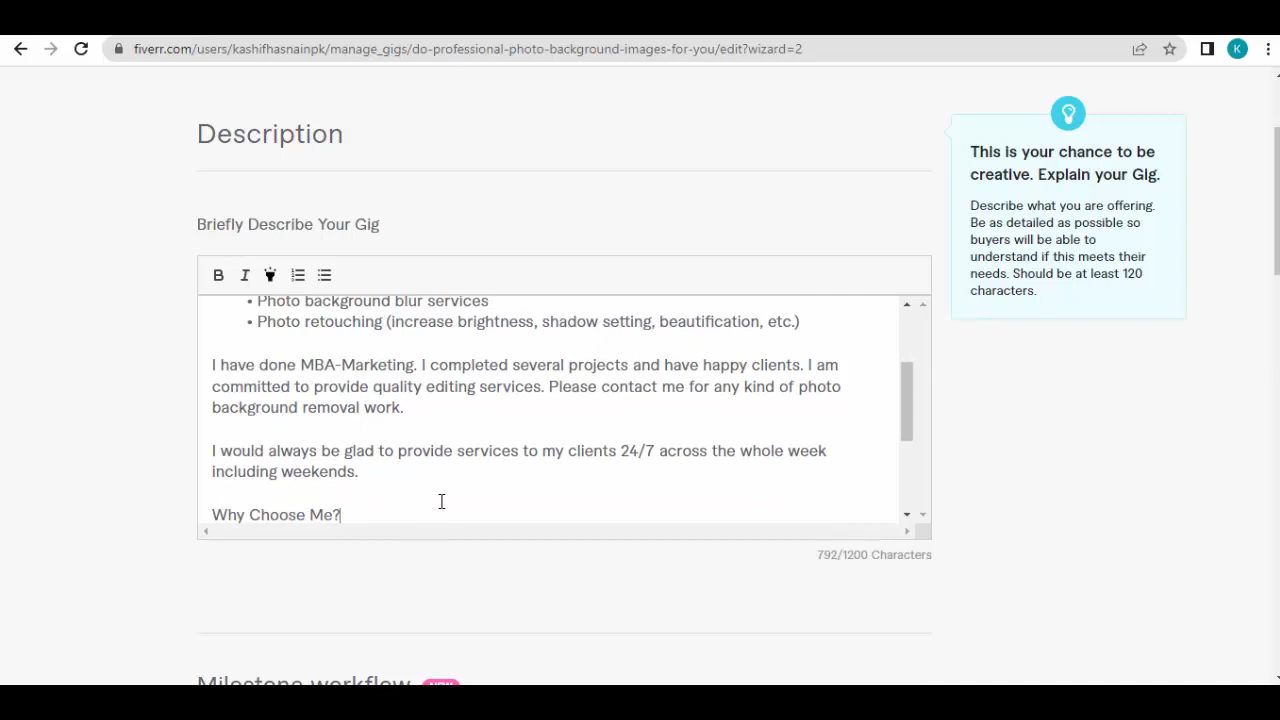 fiverr.com/users/kashifhasnainpk/manage_gigs/do-professional-photo-background-images-for-you/edit?wizard=2
K
Description
This is your chance to be
creative. Explain your Gig.
Describe what you are offering.
Be as detailed as possible so
buyers will be able to
understand if this meets their
needs. Should be at least 120
characters.
Briefly Describe Your Gig
B I
• Photo background blur services
• Photo retouching (increase brightness, shadow setting, beautification, etc.)
I have done MBA-Marketing. I completed several projects and have happy clients. I am
committed to provide quality editing services. Please contact me for any kind of photo
background removal work.
I would always be glad to provide services to my clients 24/7 across the whole week
including weekends.
Why Choose Me?
792/1200 Characters
Milestone workflow NEW